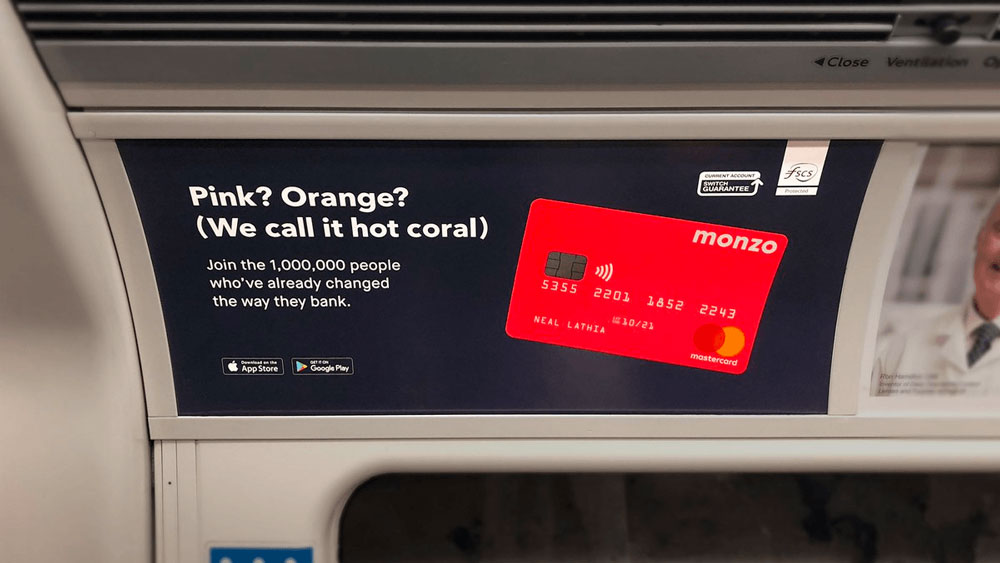 ◀Close Ventilation
Pink? Orange?
(We call it hot coral)
Join the 1,000,000 people
who've already changed
the way they bank.
Download on the
App Store
GET IT ON
Google Play
CURRENT ACCOUNT
SWITCH
GUARANTEE
fscs
Protected
monzo
5355 2201 1852 2243
10/21
NEAL LATHIA
mastercard